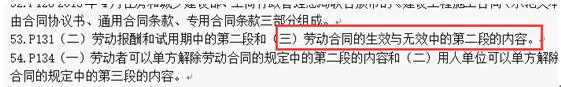 由合同协议书、通用合同条款、专用合同条款三部分组成。
53.P131（二）劳动报酬和试用期中的第二段和（三）劳动合同的生效与无效中的第二段的内容。
54.P134（一）劳动者可以单方解除劳动合同的规定中的第二段的内容和（二）用人单位可以单方解除
合同的规定中的第三段的内容。